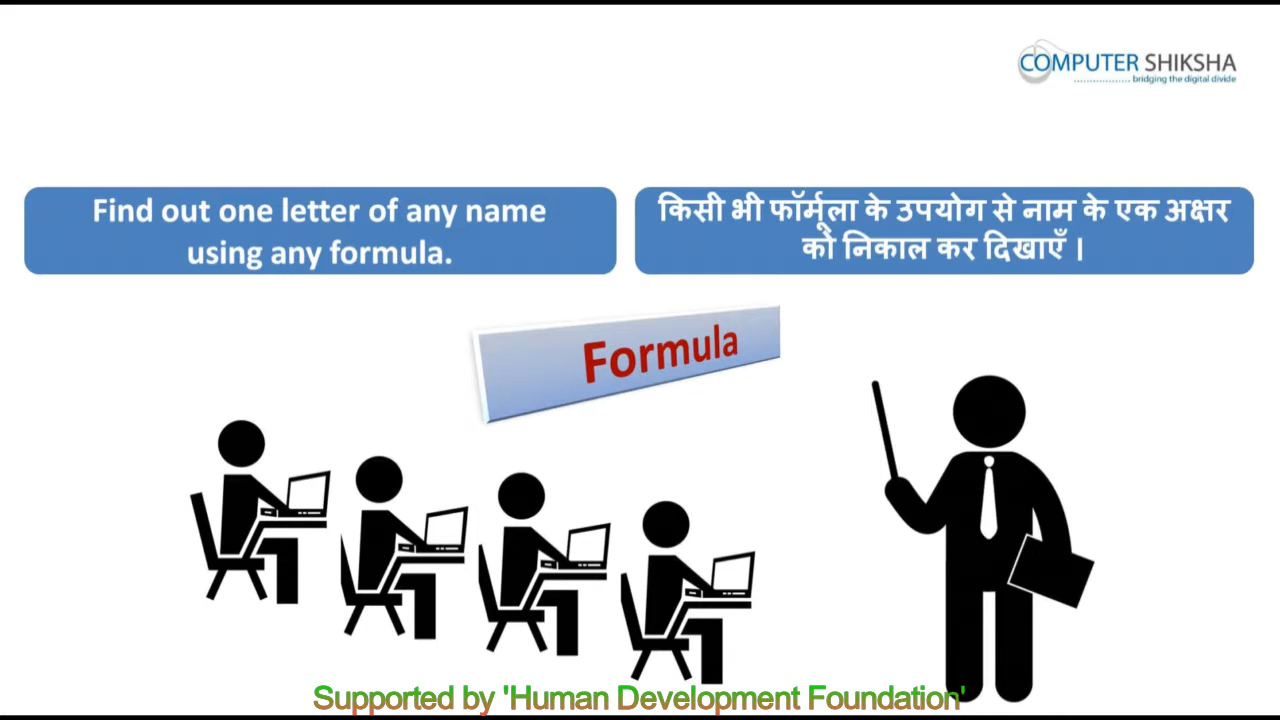 COMPUTER SHIKSHA
bridging the digital divide
Find out one letter of any name
using any formula.
किसी भी फॉर्मूला के उपयोग से नाम के एक अक्षर
को निकाल कर दिखाएँ ।
Formula
Supported by 'Human Development Foundation'